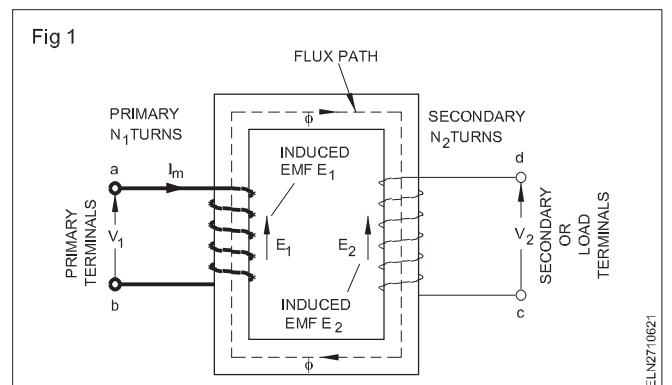 Fig 1
FLUX PATH
ϕ
PRIMARY
N1TURNS
SECONDARY
N2TURNS
INDUCED
EMF E1
a
Im
d
PRIMARY
TERMINALS
V1
E1
E2
V2
SECONDARY
OR
LOAD
TERMINALS
b
c
INDUCED
EMF E2
ϕ
ELN2710621